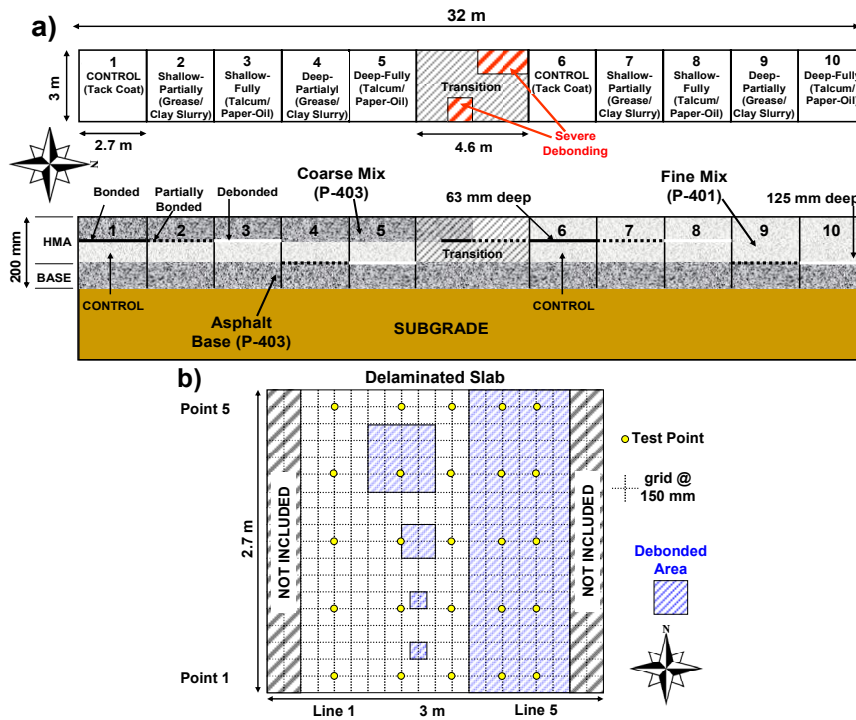 a)
32 m
3 m
1
CONTROL
(Tack Coat)
2
Shallow-
Partially
(Grease/
Clay Slurry)
3
Shallow-
Fully
(Talcum/
Paper-Oil)
4
Deep-
Partialyl
(Grease/
Clay Slurry)
5
Deep-Fully
(Talcum/
Paper-Oil)
Transition
6
CONTROL
(Tack Coat)
7
Shallow-
Partially
(Grease/
Clay Slurry)
8
Shallow-
Fully
(Talcum/
Paper-Oil)
9
Deep-
Partially
(Grease/
Clay Slurry)
10
Deep-Fully
(Talcum/
Paper-Oil)
2.7 m
4.6 m
Severe
Debonding
N
Bonded
Partially
Bonded
Debonded
Coarse Mix
(P-403)
63 mm deep
Fine Mix
(P-401)
125 mm deep
200 mm
HMA
BASE
1
2
3
4
5
Transition
6
7
8
9
10
CONTROL
CONTROL
Asphalt
Base (P-403)
SUBGRADE
b)
Delaminated Slab
Point 5
Point 1
2.7 m
NOT INCLUDED
NOT INCLUDED
Line 1
3 m
Line 5
Test Point
grid @
150 mm
Debonded
Area
N